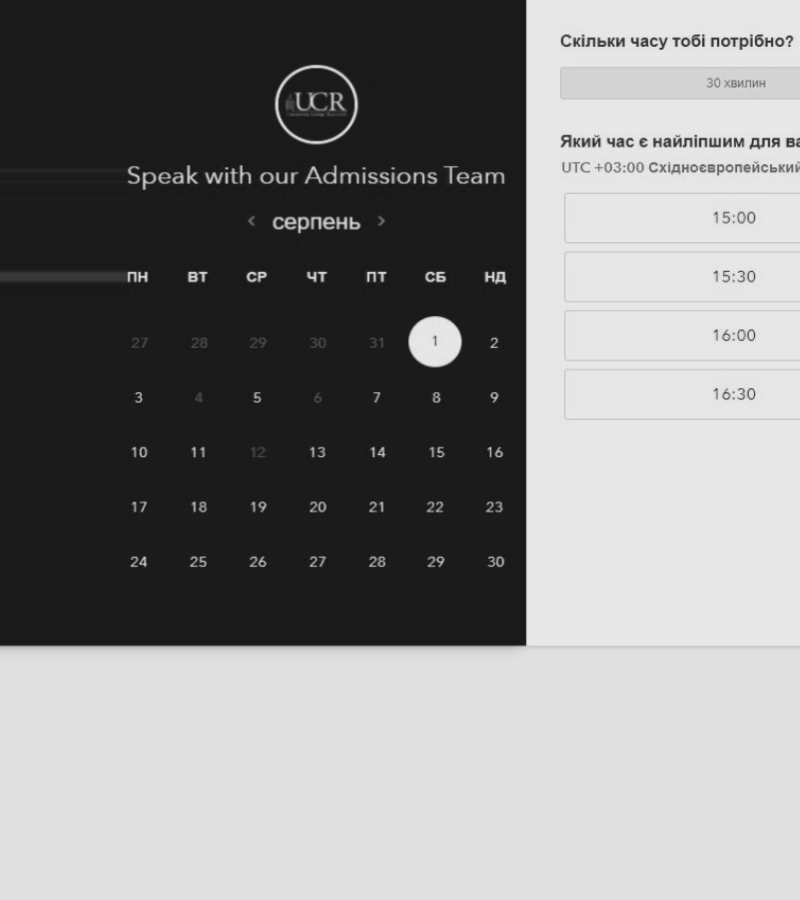 UCR
Speak with our Admissions Team
< серпень >
ПН ВТ СР ЧТ ПТ СБ НД
27 28 29 30 31 1 2
3 4 5 6 7 8 9
10 11 12 13 14 15 16
17 18 19 20 21 22 23
24 25 26 27 28 29 30
Скільки часу тобі потрібно?
30 хвилин
Який час є найліпшим для ва
UTC +03:00 Східноєвропейський
15:00
15:30
16:00
16:30